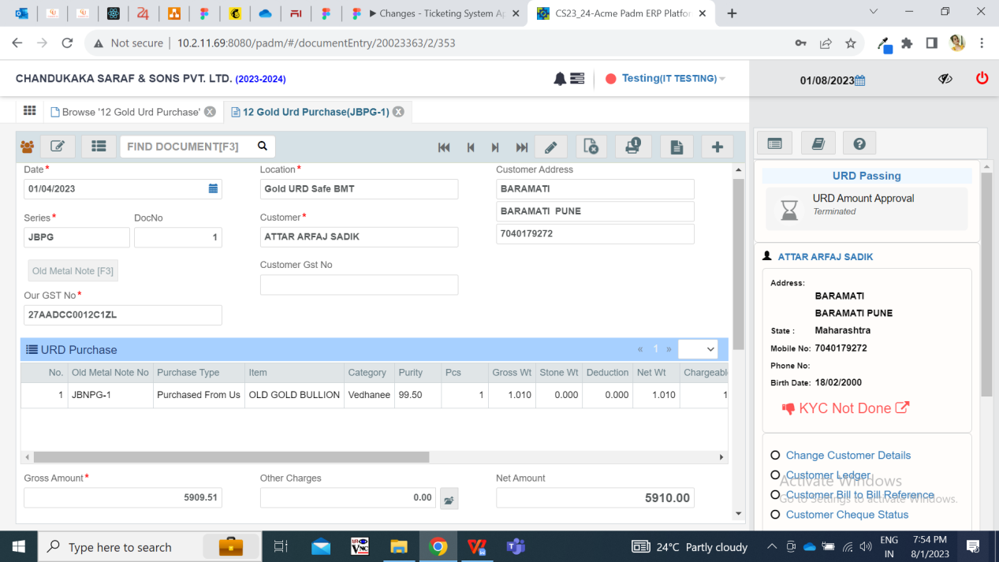 Changes - Ticketing System Ap
CS23_24-Acme Padm ERP Platfor
Not secure | 10.2.11.69:8080/padm/#/documentEntry/20023363/2/353
CHANDUKAKA SARAF & SONS PVT. LTD. (2023-2024)
Testing(IT TESTING)
01/08/2023
Browse '12 Gold Urd Purchase'
12 Gold Urd Purchase(JBPG-1)
FIND DOCUMENT[F3]
1
Date*
Location*
Customer Address
01/04/2023
Gold URD Safe BMT
BARAMATI
BARAMATI PUNE
7040179272
Series*
DocNo
Customer*
JBPG
1
ATTAR ARFAJ SADIK
Old Metal Note [F3]
Customer Gst No
Our GST No*
27AADCC0012C1ZL
URD Purchase
« 1 »
No. Old Metal Note No Purchase Type Item Category Purity Pcs Gross Wt Stone Wt Deduction Net Wt Chargeabl
1 JBNPG-1 Purchased From Us OLD GOLD BULLION Vedhanee 99.50 1 1.010 0.000 0.000 1.010 1
Gross Amount*
Other Charges
Net Amount
5909.51
0.00
5910.00
URD Passing
URD Amount Approval
Terminated
ATTAR ARFAJ SADIK
Address:
BARAMATI
BARAMATI PUNE
State : Maharashtra
Mobile No: 7040179272
Phone No:
Birth Date: 18/02/2000
KYC Not Done
Change Customer Details
Customer Ledger
Activate Windows
Customer Bill to Bill Reference
Go to Settings to activate Windows.
Customer Cheque Status
Type here to search
24°C Partly cloudy
ENG
IN
7:54 PM
8/1/2023